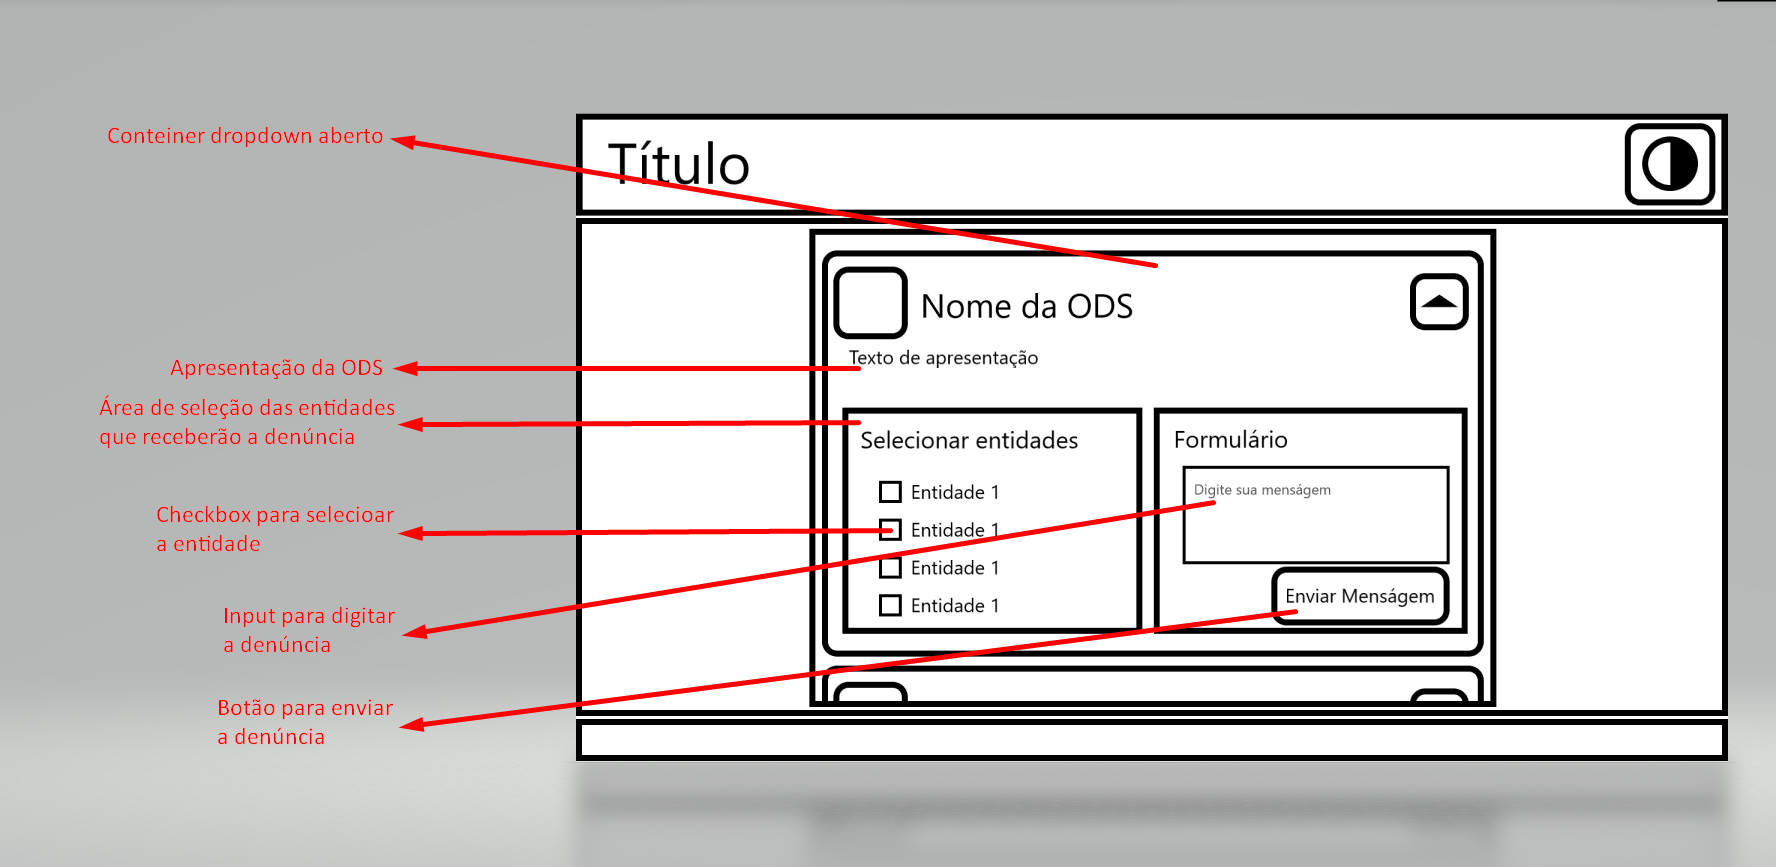 Conteiner dropdown aberto
Título
Nome da ODS
Apresentação da ODS
Texto de apresentação
Área de seleção das entidades
que receberão a denúncia
Selecionar entidades
Entidade 1
Entidade 1
Entidade 1
Entidade 1
Formulário
Digite sua menságem
Enviar Menságem
Checkbox para selecioar
a entidade
Input para digitar
a denúncia
Botão para enviar
a denúncia